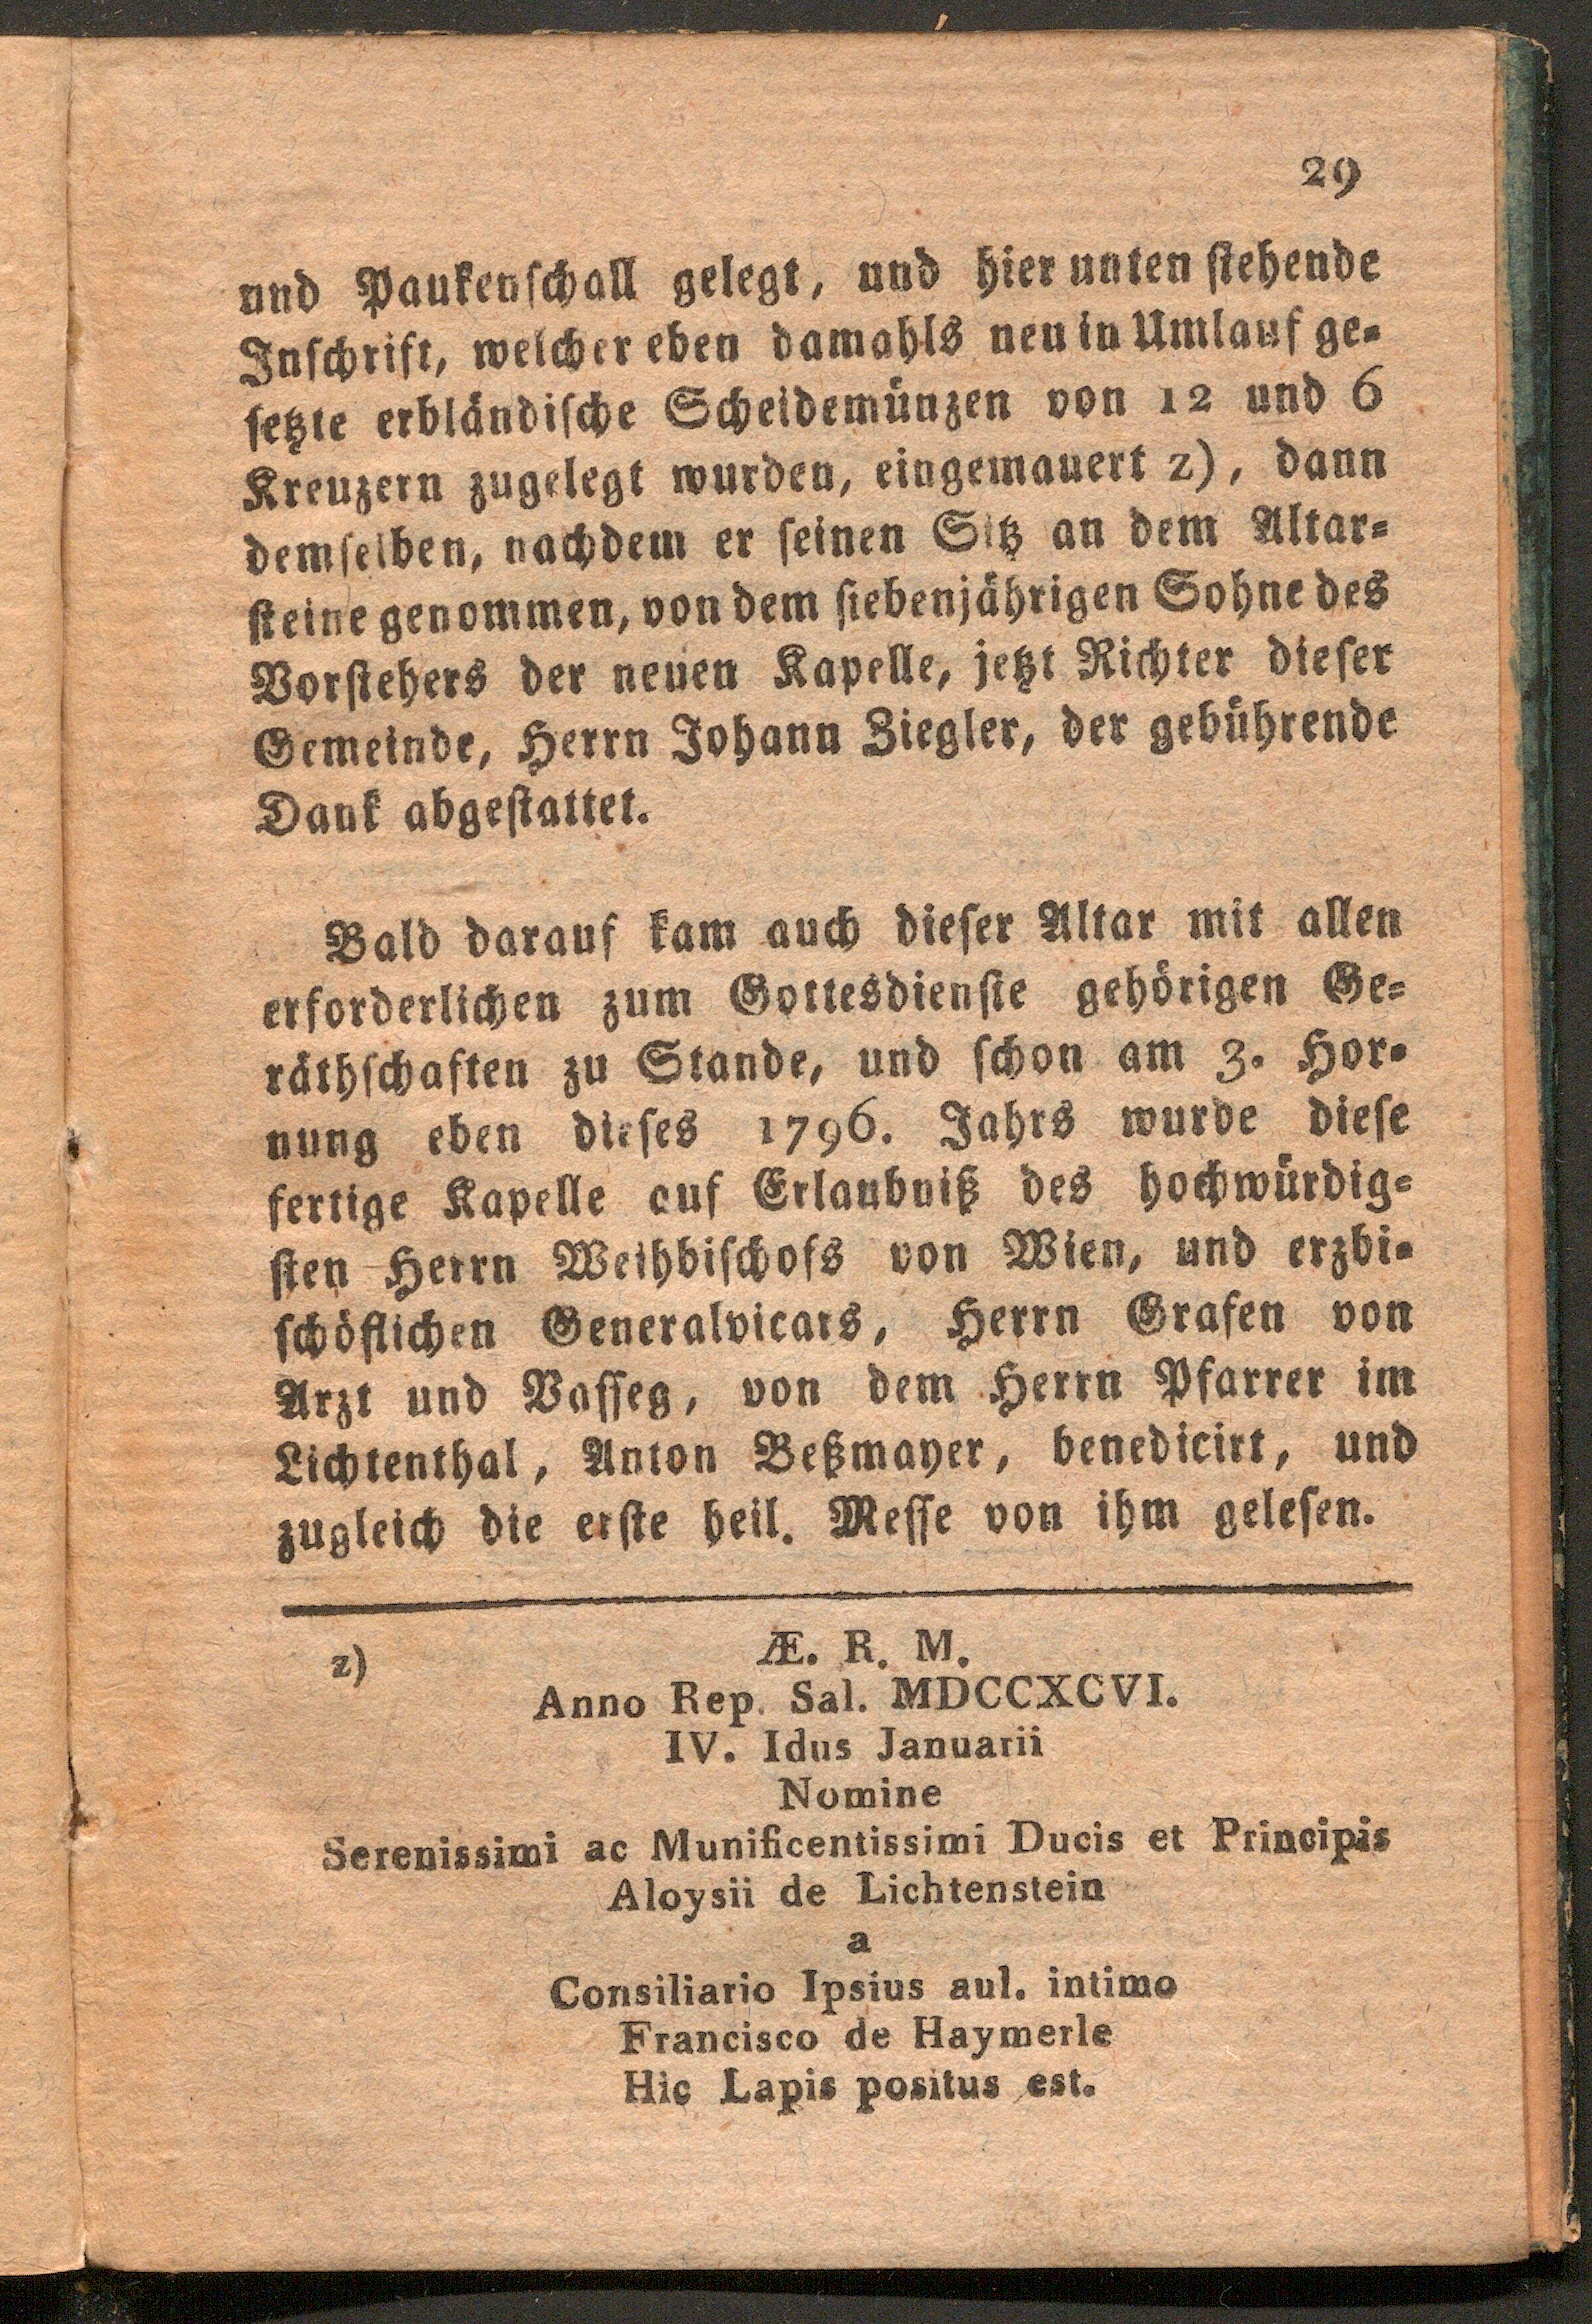 29
und Paukenschall gelegt, und hier unten stehende
Inschrift, welcher eben damahls neu in Umlauf ge-
setzte erbländische Scheidemünzen von 12 und 6
Kreuzern zugelegt wurden, eingemauert z), dann
demselben, nachdem er seinen Sitz an dem Altar-
steine genommen, von dem siebenjährigen Sohne des
Vorstehers der neuen Kapelle, jetzt Richter dieser
Gemeinde, Herrn Johann Ziegler, der gebührende
Dank abgestattet.
Bald darauf kam auch dieser Altar mit allen
erforderlichen zum Gottesdienste gehörigen Ge-
räthschaften zu Stande, und schon am 3. Hor-
nung eben dieses 1796. Jahrs wurde diese
fertige Kapelle auf Erlaubniß des hochwürdig-
sten Herrn Weihbischofs von Wien, und erzbi-
schöflichen Generalvicars, Herrn Grafen von
Arzt und Vasseg, von dem Herrn Pfarrer im
Lichtenthal, Anton Beßmayer, benedicirt, und
zugleich die erste heil. Messe von ihm gelesen.
z) Æ. R. M.
Anno Rep. Sal. MDCCXCVI.
IV. Idus Januarii
Nomine
Serenissimi ac Munificentissimi Ducis et Principis
Aloysii de Lichtenstein
a
Consiliario Ipsius aul. intimo
Francisco de Haymerle
Hic Lapis positus est.